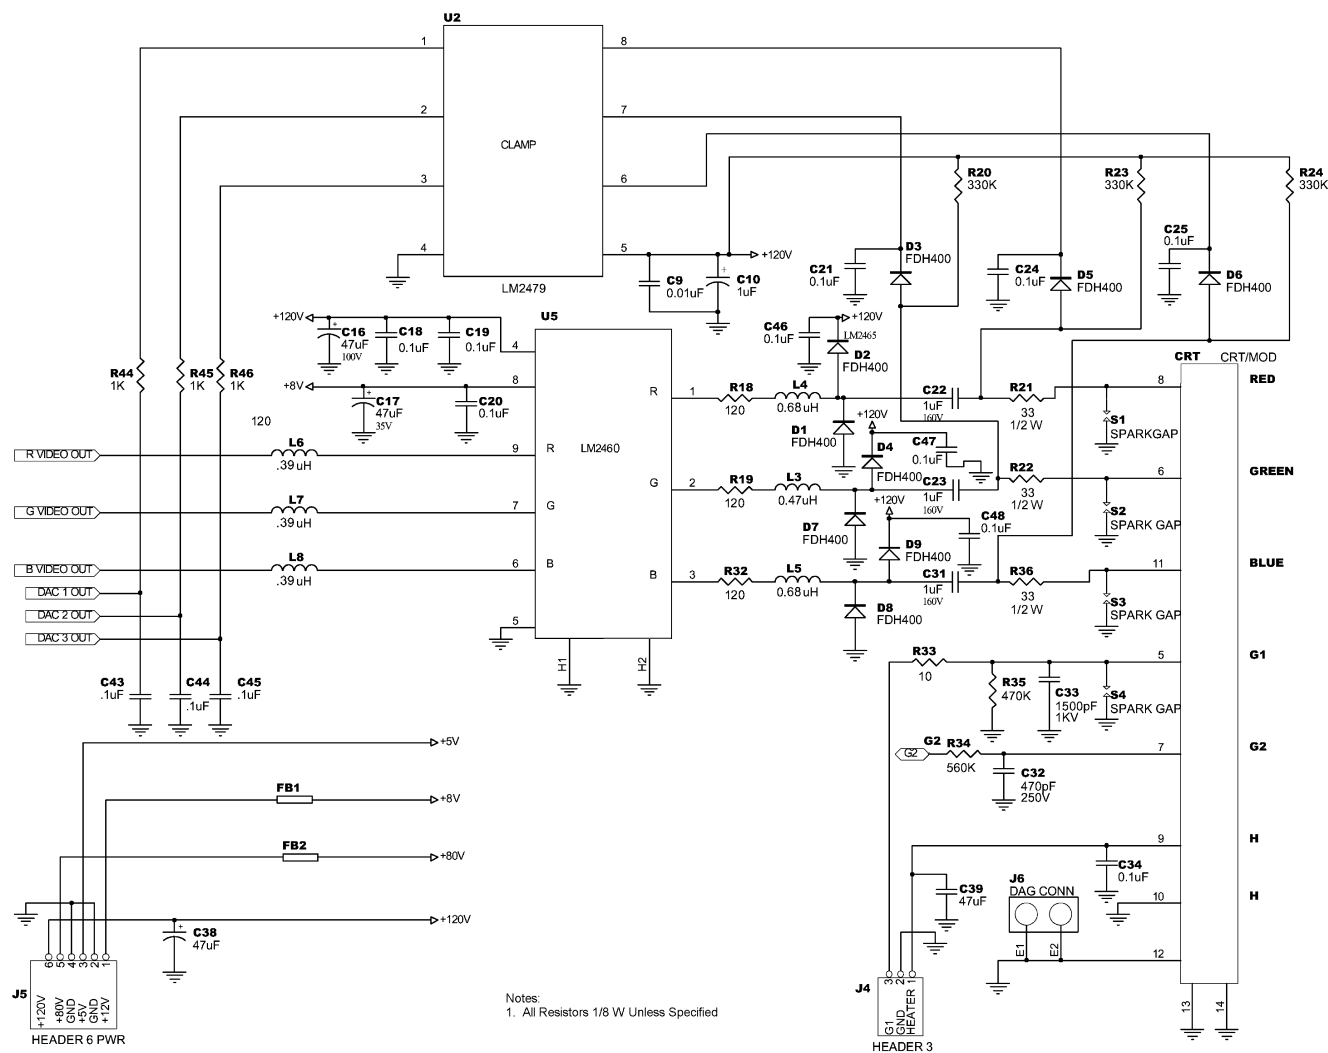 U2
1
8
2
7
CLAMP
3
6
R20
330K
R23
330K
R24
330K
4
5
+120V
C9
0.01uF
C10
1uF
LM2479
C21
0.1uF
D3
FDH400
C24
0.1uF
D5
FDH400
C25
0.1uF
D6
FDH400
+120V
C16
47uF
100V
C18
0.1uF
C19
0.1uF
4
U5
C46
0.1uF
+120V
LM2465
D2
FDH400
CRT
CRT/MOD
R44
1K
R45
1K
R46
1K
+8V
C17
47uF
35V
C20
0.1uF
8
R
1
R18
120
L4
0.68uH
C22
1uF
160V
R21
33
1/2 W
8
RED
120
D1
FDH400
+120V
D4
FDH400
C47
0.1uF
S1
SPARKGAP
R VIDEO OUT
L6
.39uH
9
R
LM2460
G
2
R19
120
L3
0.47uH
C23
1uF
160V
R22
33
1/2 W
6
GREEN
G VIDEO OUT
L7
.39uH
7
G
+120V
D7
FDH400
D9
FDH400
C48
0.1uF
S2
SPARK GAP
B VIDEO OUT
L8
.39uH
6
B
B
3
R32
120
L5
0.68uH
C31
1uF
160V
R36
33
1/2 W
11
BLUE
DAC 1 OUT
DAC 2 OUT
DAC 3 OUT
5
D8
FDH400
S3
SPARK GAP
H1
H2
C43
.1uF
C44
.1uF
C45
.1uF
R33
10
R35
470K
C33
1500pF
1KV
S4
SPARK GAP
5
G1
+5V
G2
G2
R34
560K
C32
470pF
250V
7
G2
FB1
+8V
FB2
+80V
9
H
C34
0.1uF
C39
47uF
J6
DAG CONN
10
H
+120V
C38
47uF
E1
E2
12
6
5
4
3
2
1
J5
+120V
+80V
GND
+5V
GND
+12V
HEADER 6 PWR
Notes:
1. All Resistors 1/8 W Unless Specified
3
2
1
J4
G1
GND
HEATER
HEADER 3
13
14